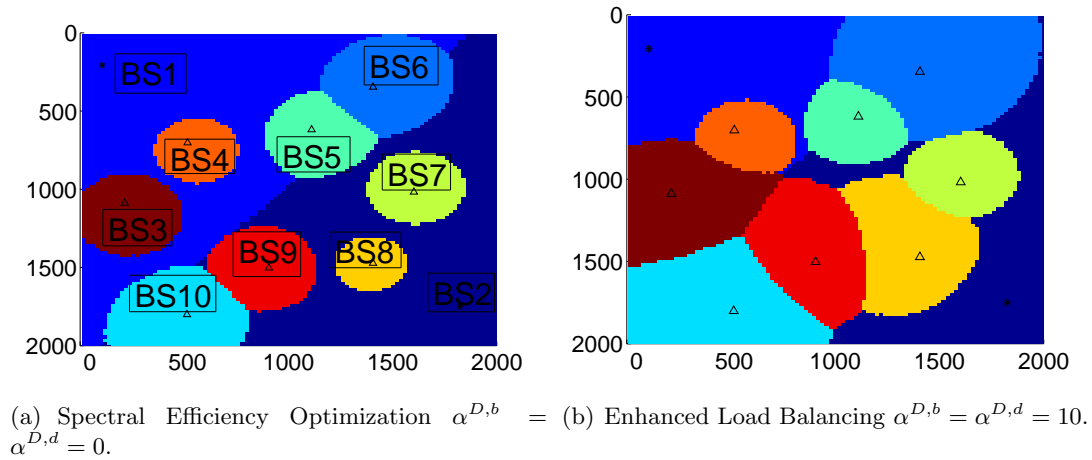 0
500
1000
1500
2000
0
500
1000
1500
2000
BS1
BS6
BS4
BS5
BS7
BS3
BS9
BS8
BS10
BS2
0
500
1000
1500
2000
0
500
1000
1500
2000
(a) Spectral Efficiency Optimization α^{D,b} =
α^{D,d} = 0.
(b) Enhanced Load Balancing α^{D,b} = α^{D,d} = 10.